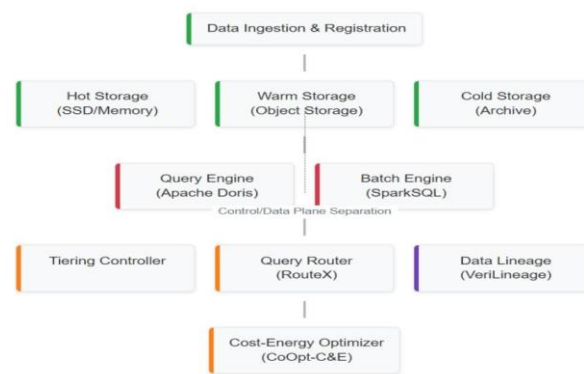 Data Ingestion & Registration
Hot Storage
(SSD/Memory)
Warm Storage
(Object Storage)
Cold Storage
(Archive)
Query Engine
(Apache Doris)
Batch Engine
(SparkSQL)
Control/Data Plane Separation
Tiering Controller
Query Router
(RouteX)
Data Lineage
(VeriLineage)
Cost-Energy Optimizer
(CoOpt-C&E)